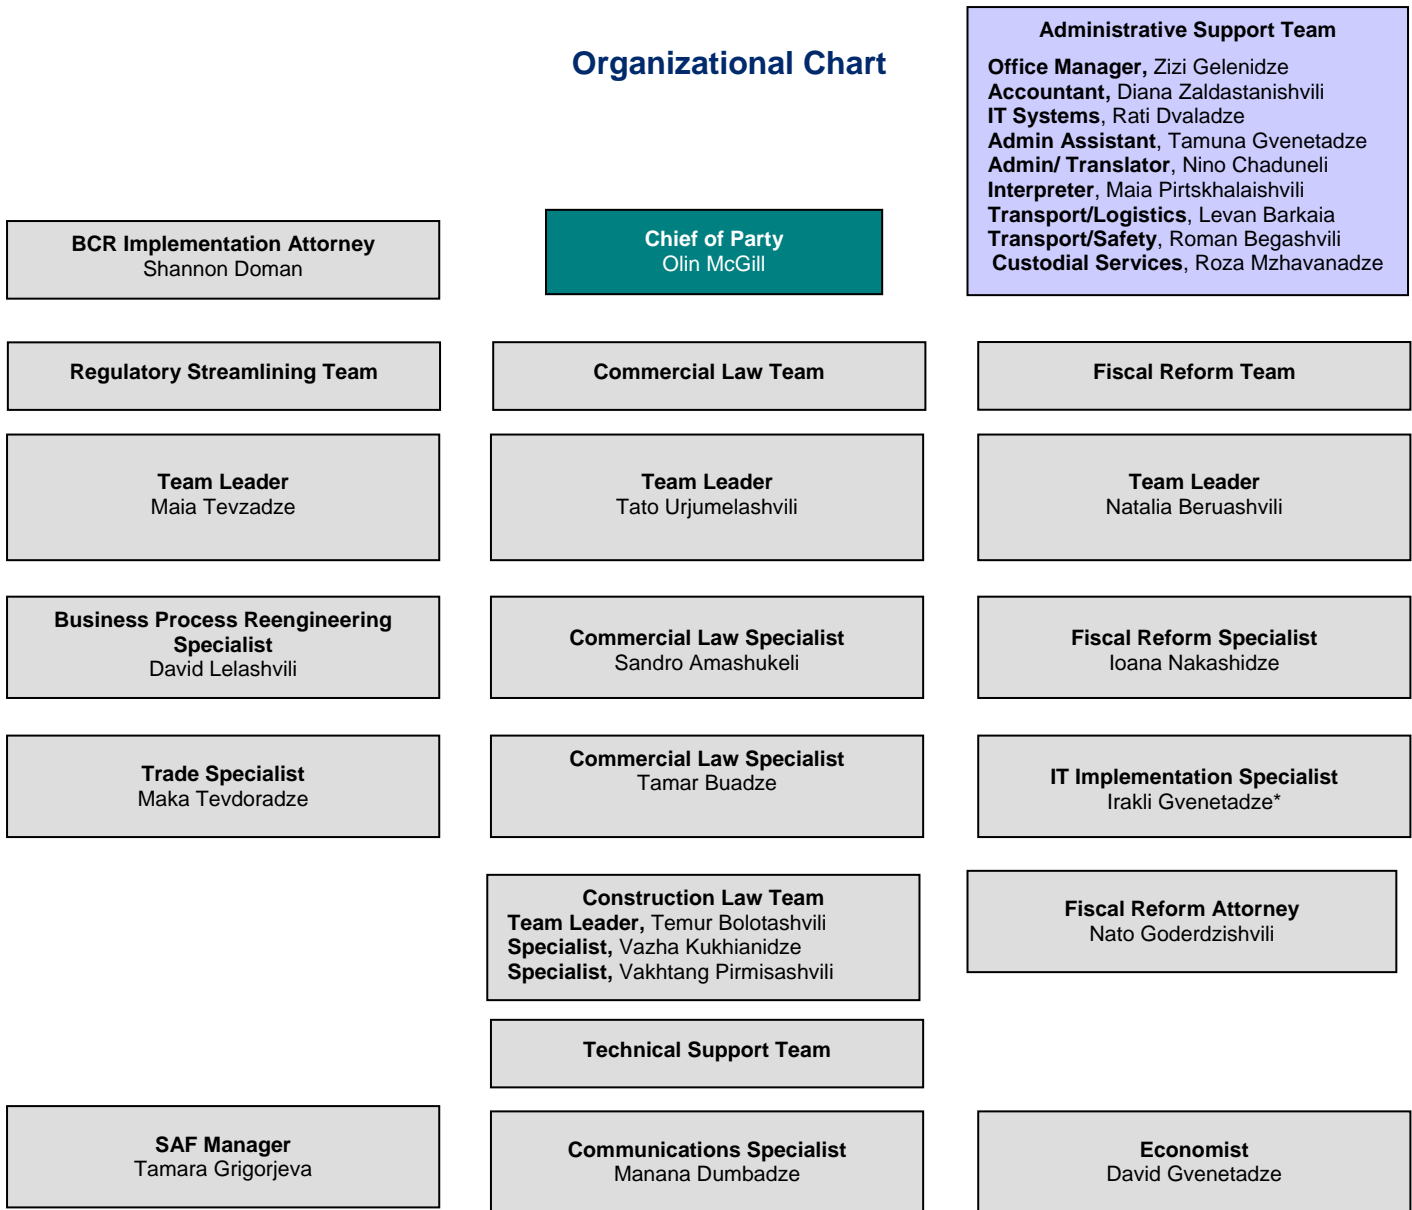 Organizational Chart
Administrative Support Team
Office Manager, Zizi Gelenidze
Accountant, Diana Zaldastanishvili
IT Systems, Rati Dvaladze
Admin Assistant, Tamuna Gvenetadze
Admin/ Translator, Nino Chaduneli
Interpreter, Maia Pirtskhalaishvili
Transport/Logistics, Levan Barkaia
Transport/Safety, Roman Begashvili
Custodial Services, Roza Mzhavanadze
BCR Implementation Attorney
Shannon Doman
Chief of Party
Olin McGill
Regulatory Streamlining Team
Commercial Law Team
Fiscal Reform Team
Team Leader
Maia Tevzadze
Team Leader
Tato Urjumelashvili
Team Leader
Natalia Beruashvili
Business Process Reengineering
Specialist
David Lelashvili
Commercial Law Specialist
Sandro Amashukeli
Fiscal Reform Specialist
Ioana Nakashidze
Trade Specialist
Maka Tevdoradze
Commercial Law Specialist
Tamar Buadze
IT Implementation Specialist
Irakli Gvenetadze*
Construction Law Team
Team Leader, Temur Bolotashvili
Specialist, Vazha Kukhianidze
Specialist, Vakhtang Pirmisashvili
Fiscal Reform Attorney
Nato Goderdzishvili
Technical Support Team
SAF Manager
Tamara Grigorjeva
Communications Specialist
Manana Dumbadze
Economist
David Gvenetadze